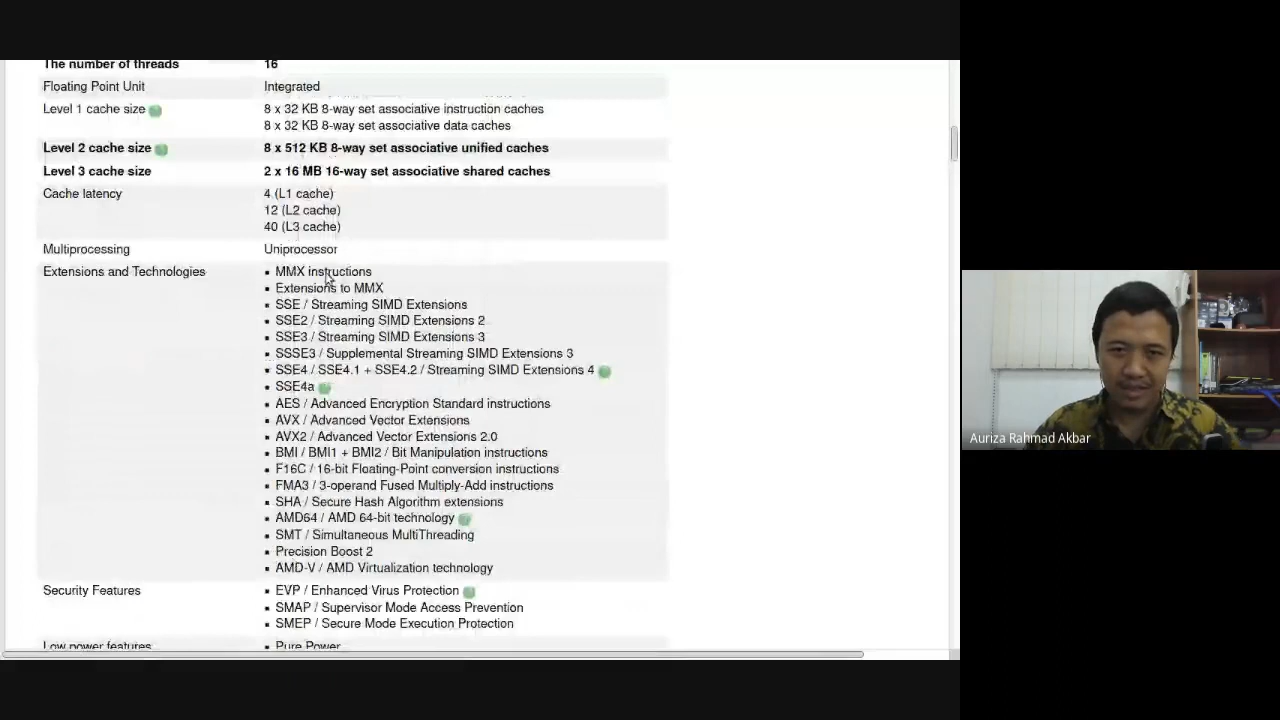 The number of threads 16
Floating Point Unit Integrated
Level 1 cache size 8 x 32 KB 8-way set associative instruction caches
8 x 32 KB 8-way set associative data caches
Level 2 cache size 8 x 512 KB 8-way set associative unified caches
Level 3 cache size 2 x 16 MB 16-way set associative shared caches
Cache latency 4 (L1 cache)
12 (L2 cache)
40 (L3 cache)
Multiprocessing Uniprocessor
Extensions and Technologies ▪ MMX instructions
▪ Extensions to MMX
▪ SSE / Streaming SIMD Extensions
▪ SSE2 / Streaming SIMD Extensions 2
▪ SSE3 / Streaming SIMD Extensions 3
▪ SSSE3 / Supplemental Streaming SIMD Extensions 3
▪ SSE4 / SSE4.1 + SSE4.2 / Streaming SIMD Extensions 4
▪ SSE4a
▪ AES / Advanced Encryption Standard instructions
▪ AVX / Advanced Vector Extensions
▪ AVX2 / Advanced Vector Extensions 2.0
▪ BMI / BMI1 + BMI2 / Bit Manipulation instructions
▪ F16C / 16-bit Floating-Point conversion instructions
▪ FMA3 / 3-operand Fused Multiply-Add instructions
▪ SHA / Secure Hash Algorithm extensions
▪ AMD64 / AMD 64-bit technology
▪ SMT / Simultaneous MultiThreading
▪ Precision Boost 2
▪ AMD-V / AMD Virtualization technology
Security Features ▪ EVP / Enhanced Virus Protection
▪ SMAP / Supervisor Mode Access Prevention
▪ SMEP / Secure Mode Execution Protection
Low power features ▪ Pure Power
Auriza Rahmad Akbar